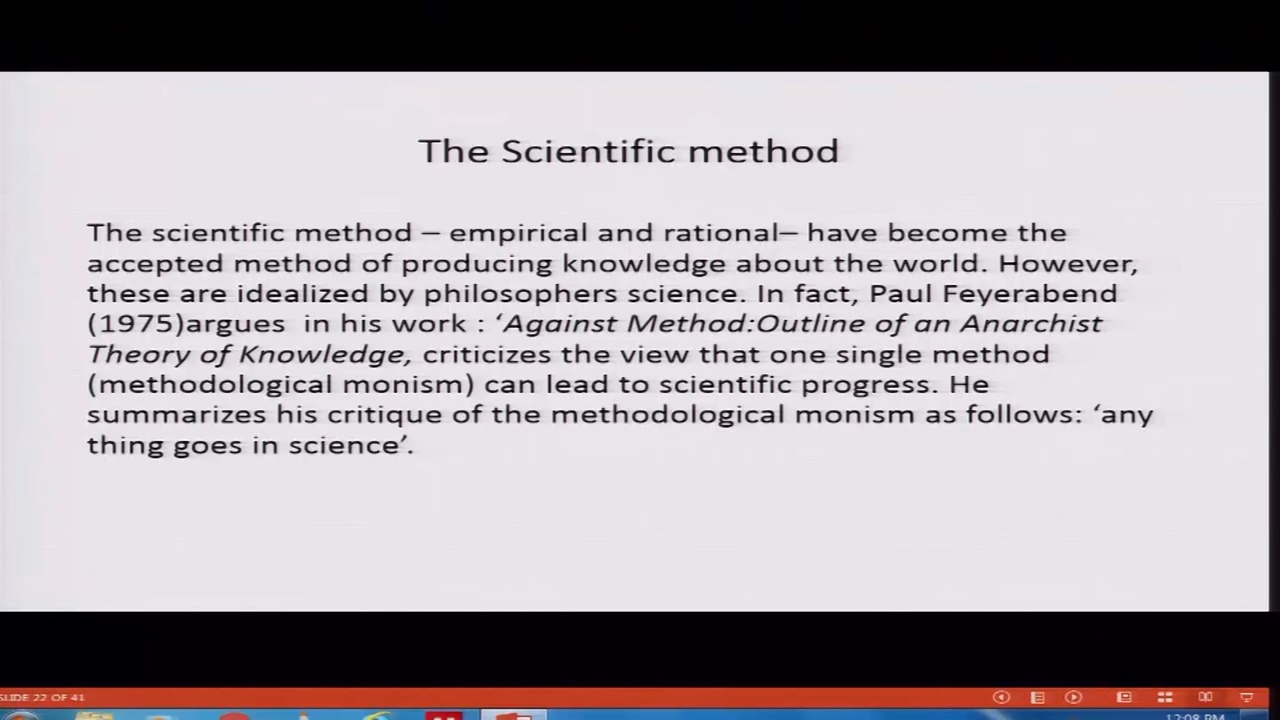 The Scientific method
The scientific method – empirical and rational– have become the
accepted method of producing knowledge about the world. However,
these are idealized by philosophers science. In fact, Paul Feyerabend
(1975)argues in his work : ‘Against Method:Outline of an Anarchist
Theory of Knowledge, criticizes the view that one single method
(methodological monism) can lead to scientific progress. He
summarizes his critique of the methodological monism as follows: ‘any
thing goes in science’.
SLIDE 22 OF 41
12:08 PM